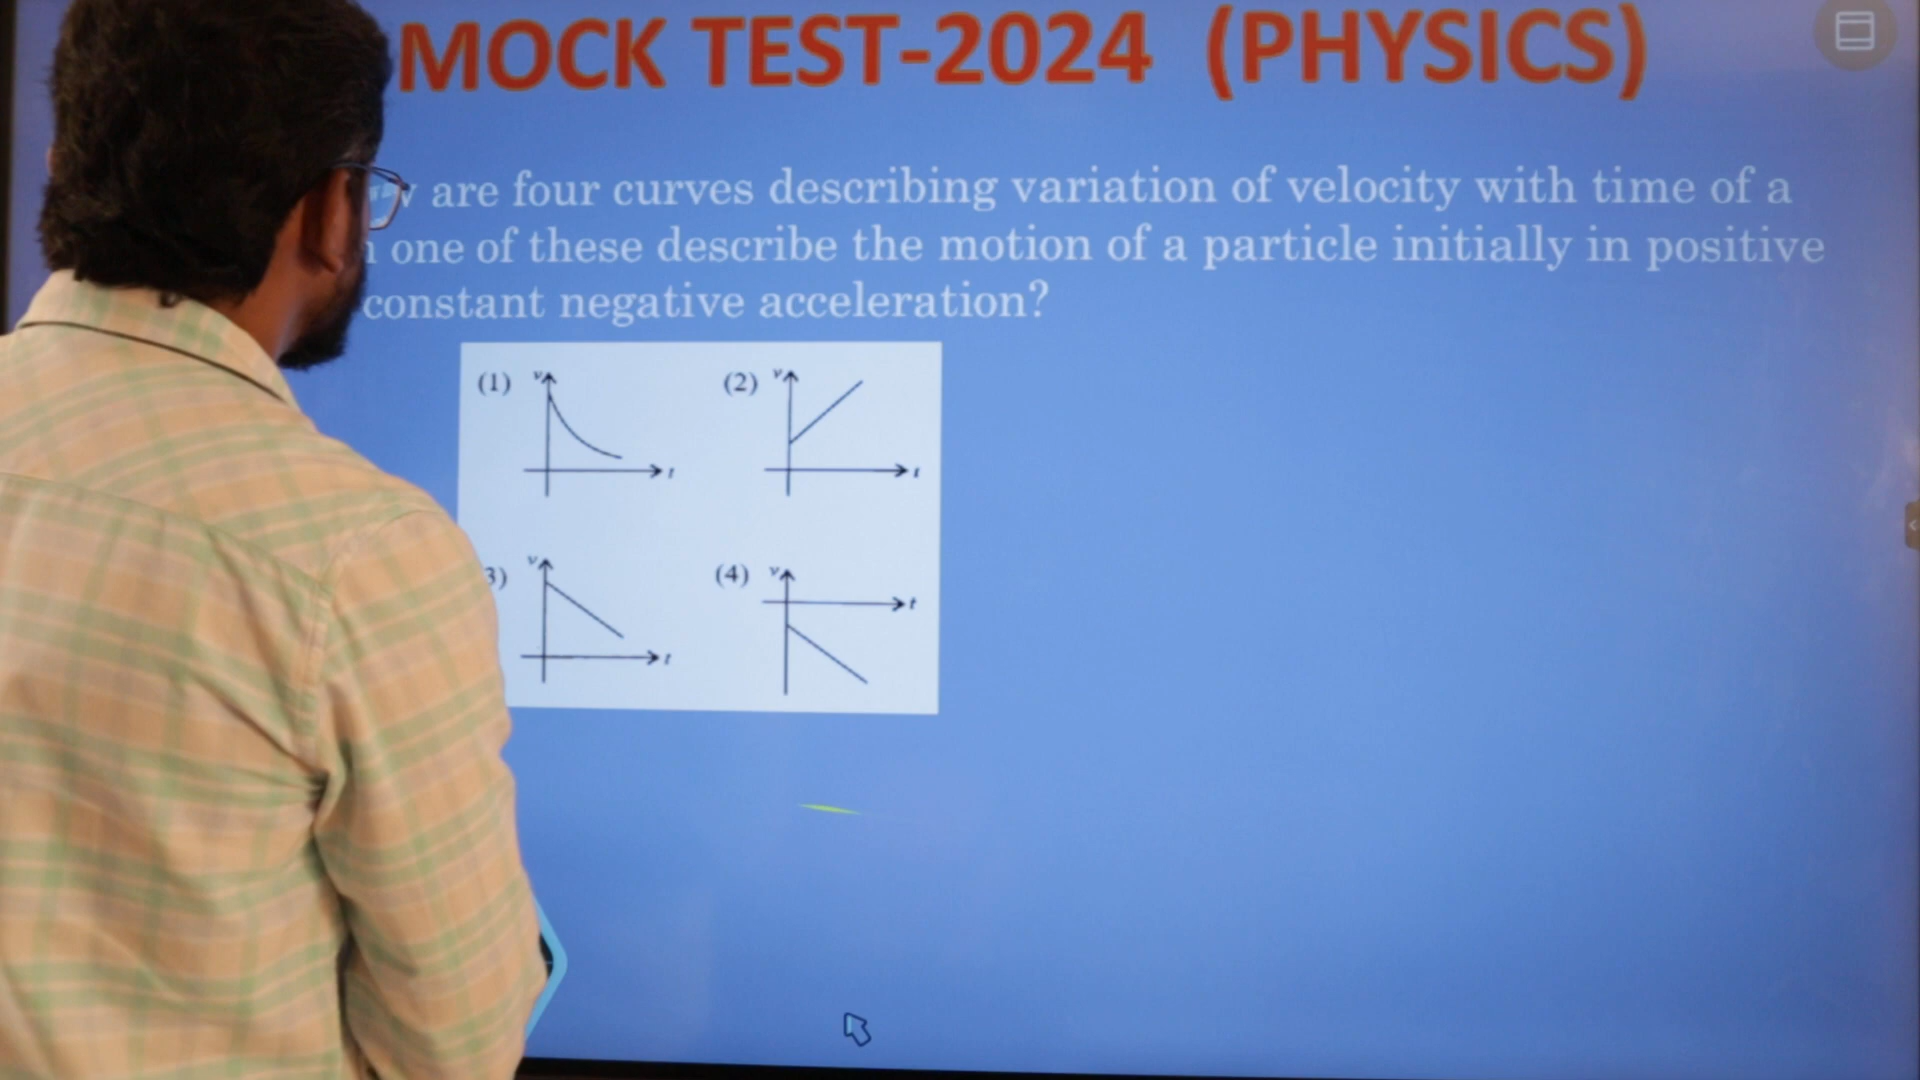 MOCK TEST-2024 (PHYSICS)
are four curves describing variation of velocity with time of a
one of these describe the motion of a particle initially in positive
constant negative acceleration?
(1) v t
(2) v t
3) v t
(4) v t